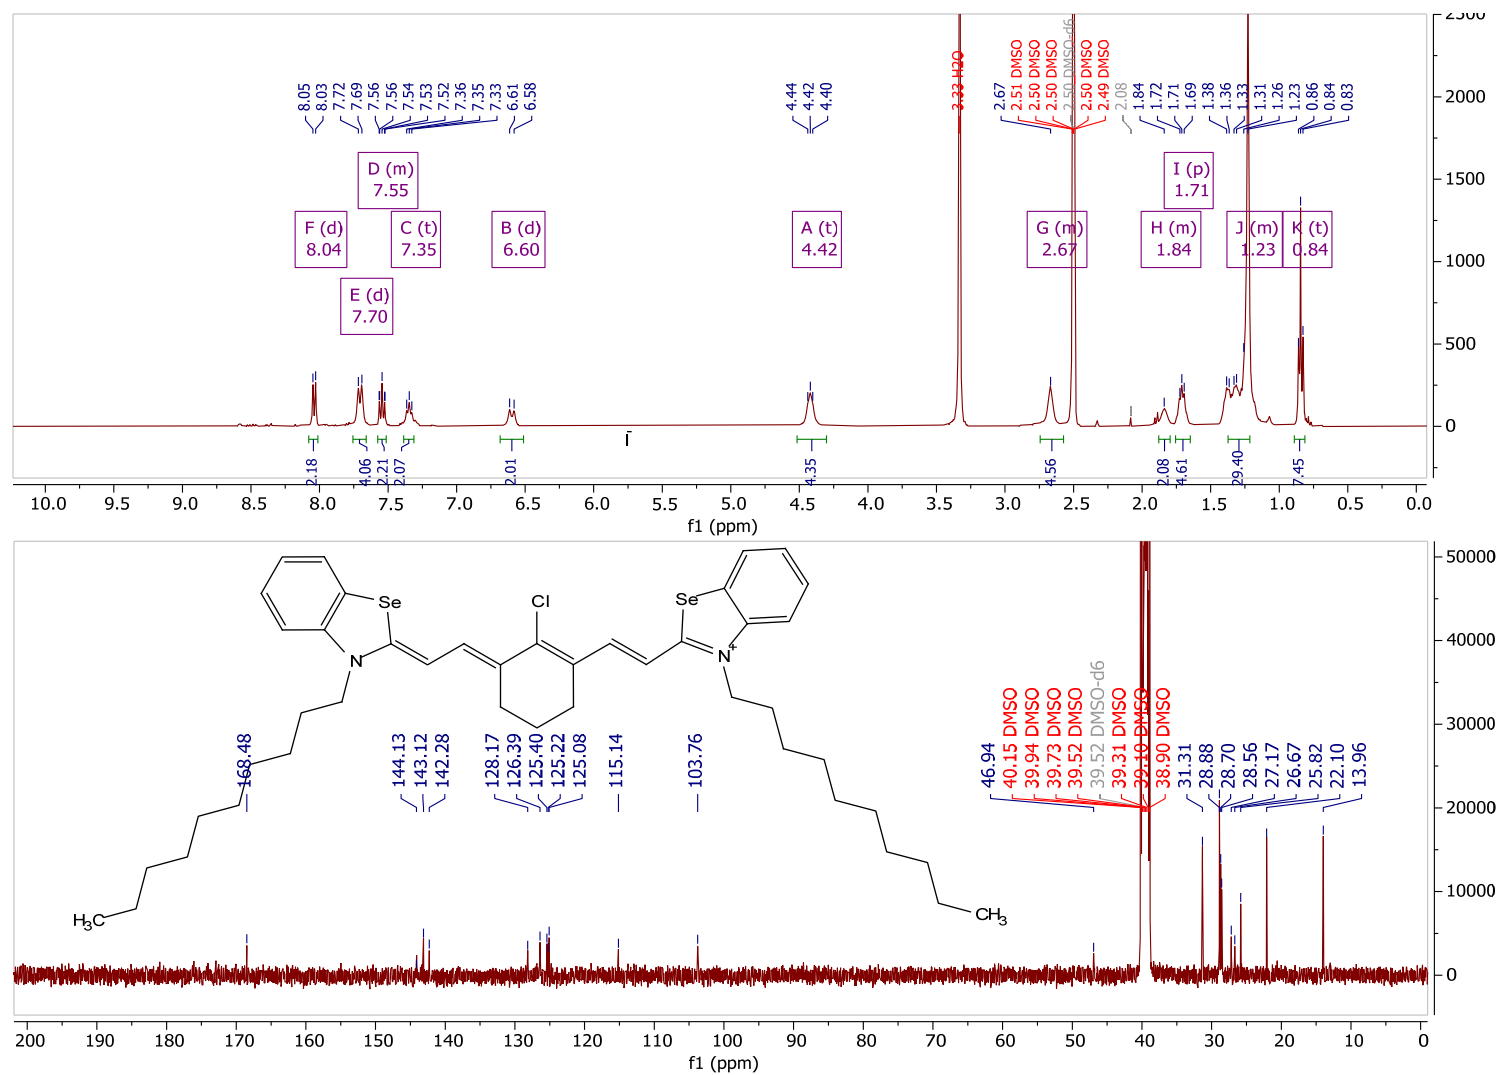 8.05
8.03
7.72
7.69
7.56
7.56
7.54
7.53
7.52
7.36
7.35
7.33
6.61
6.58
4.44
4.42
4.40
3.33 H2O
2.67
2.51 DMSO
2.50 DMSO
2.50 DMSO
2.50 DMSO-d6
2.50 DMSO
2.49 DMSO
2.08
1.84
1.72
1.71
1.69
1.38
1.36
1.33
1.31
1.26
1.23
0.86
0.84
0.83
D (m)
7.55
I (p)
1.71
F (d)
8.04
C (t)
7.35
B (d)
6.60
A (t)
4.42
G (m)
2.67
H (m)
1.84
J (m)
1.23
K (t)
0.84
E (d)
7.70
2500
2000
1500
1000
500
0
I-
2.18
4.06
2.21
2.07
2.01
4.35
4.56
2.08
4.61
29.40
7.45
10.0 9.5 9.0 8.5 8.0 7.5 7.0 6.5 6.0 5.5 5.0 4.5 4.0 3.5 3.0 2.5 2.0 1.5 1.0 0.5 0.0
f1 (ppm)
Se
Cl
Se
N
N+
H3C
CH3
168.48
144.13
143.12
142.28
128.17
126.39
125.40
125.22
125.08
115.14
103.76
46.94
40.15 DMSO
39.94 DMSO
39.73 DMSO
39.52 DMSO
39.52 DMSO-d6
39.31 DMSO
39.10 DMSO
38.90 DMSO
31.31
28.88
28.70
28.56
27.17
26.67
25.82
22.10
13.96
50000
40000
30000
20000
10000
0
200 190 180 170 160 150 140 130 120 110 100 90 80 70 60 50 40 30 20 10 0
f1 (ppm)